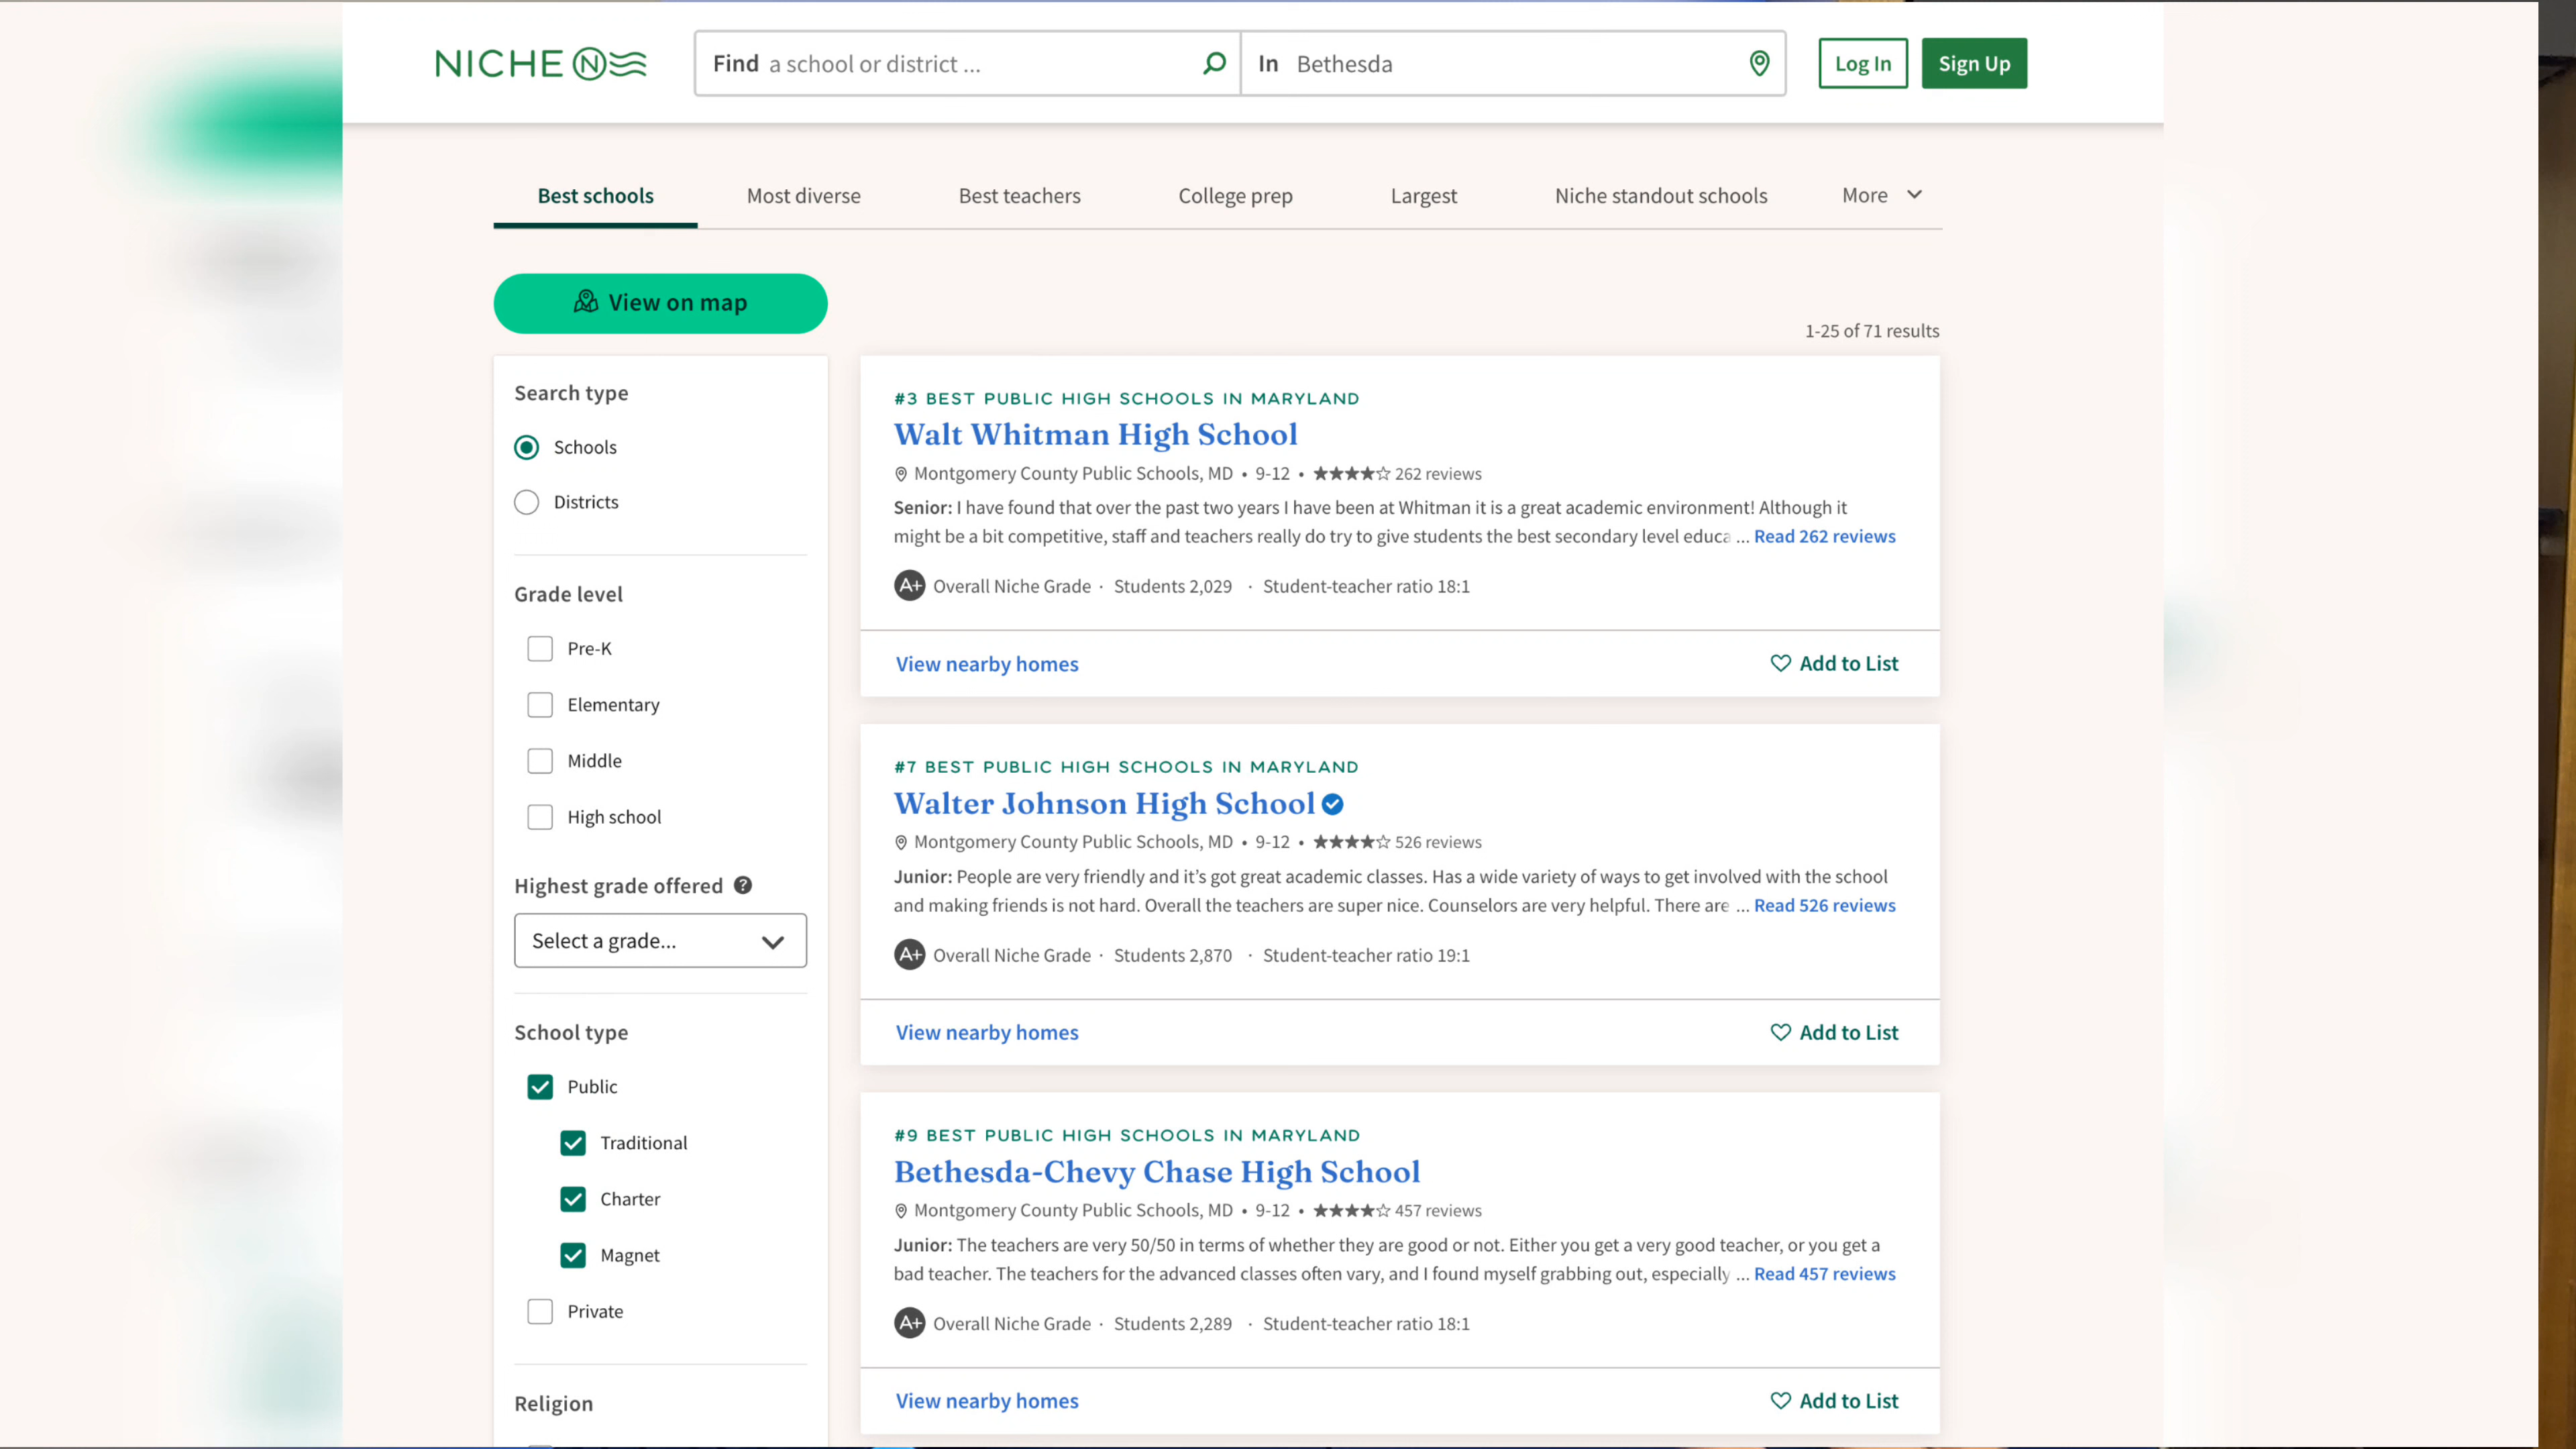 NICHE N
Find a school or district ...
In Bethesda
Log In
Sign Up
Best schools
Most diverse
Best teachers
College prep
Largest
Niche standout schools
More
View on map
1-25 of 71 results
Search type
Schools
Districts
Grade level
Pre-K
Elementary
Middle
High school
Highest grade offered ?
Select a grade...
School type
Public
Traditional
Charter
Magnet
Private
Religion
#3 BEST PUBLIC HIGH SCHOOLS IN MARYLAND
Walt Whitman High School
Montgomery County Public Schools, MD • 9-12 • ★★★★☆ 262 reviews
Senior: I have found that over the past two years I have been at Whitman it is a great academic environment! Although it
might be a bit competitive, staff and teachers really do try to give students the best secondary level educa ... Read 262 reviews
A+ Overall Niche Grade · Students 2,029 · Student-teacher ratio 18:1
View nearby homes
Add to List
#7 BEST PUBLIC HIGH SCHOOLS IN MARYLAND
Walter Johnson High School
Montgomery County Public Schools, MD • 9-12 • ★★★★☆ 526 reviews
Junior: People are very friendly and it’s got great academic classes. Has a wide variety of ways to get involved with the school
and making friends is not hard. Overall the teachers are super nice. Counselors are very helpful. There are ... Read 526 reviews
A+ Overall Niche Grade · Students 2,870 · Student-teacher ratio 19:1
View nearby homes
Add to List
#9 BEST PUBLIC HIGH SCHOOLS IN MARYLAND
Bethesda-Chevy Chase High School
Montgomery County Public Schools, MD • 9-12 • ★★★★☆ 457 reviews
Junior: The teachers are very 50/50 in terms of whether they are good or not. Either you get a very good teacher, or you get a
bad teacher. The teachers for the advanced classes often vary, and I found myself grabbing out, especially ... Read 457 reviews
A+ Overall Niche Grade · Students 2,289 · Student-teacher ratio 18:1
View nearby homes
Add to List